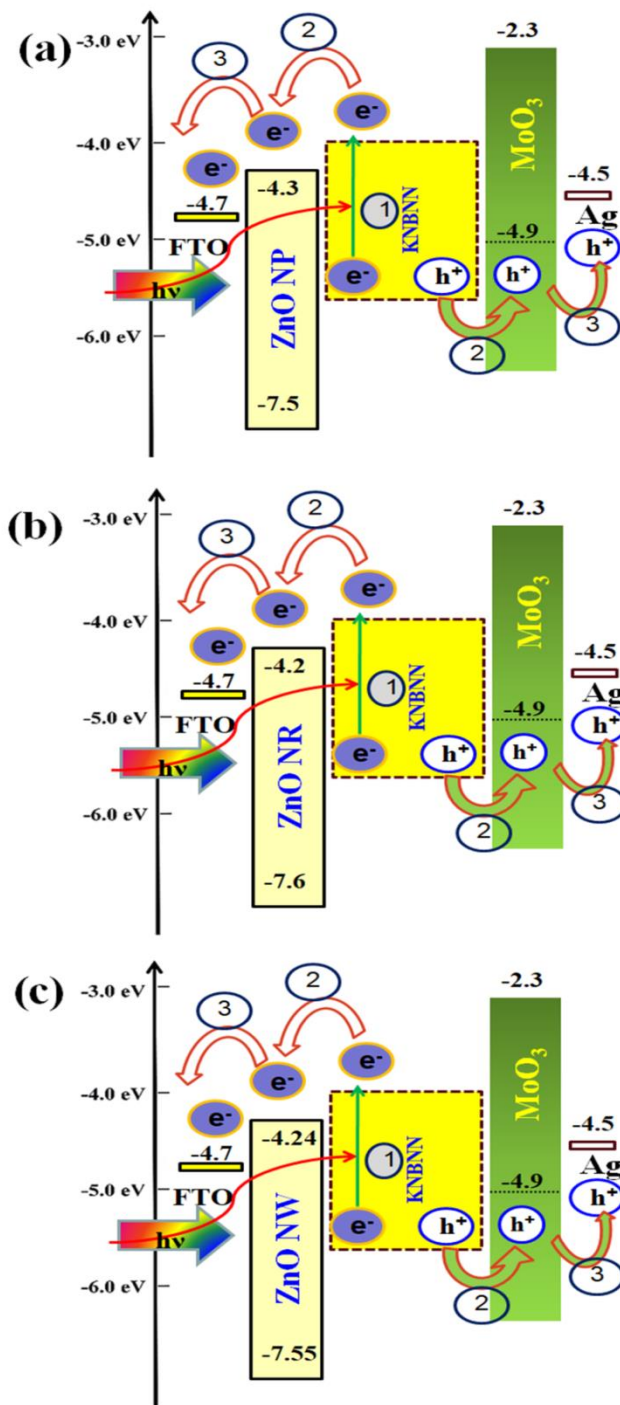 (a)
-3.0 eV
-4.0 eV
-5.0 eV
-6.0 eV
3
2
e-
e-
e-
-4.7
FTO
hν
-4.3
ZnO NP
-7.5
1
KNBNN
e-
h+
2
-2.3
MoO3
-4.9
h+
-4.5
Ag
h+
3
(b)
-3.0 eV
-4.0 eV
-5.0 eV
-6.0 eV
3
2
e-
e-
e-
-4.7
FTO
hν
-4.2
ZnO NR
-7.6
1
KNBNN
e-
h+
2
-2.3
MoO3
-4.9
h+
-4.5
Ag
h+
3
(c)
-3.0 eV
-4.0 eV
-5.0 eV
-6.0 eV
3
2
e-
e-
e-
-4.7
FTO
hν
-4.24
ZnO NW
-7.55
1
KNBNN
e-
h+
2
-2.3
MoO3
-4.9
h+
-4.5
Ag
h+
3